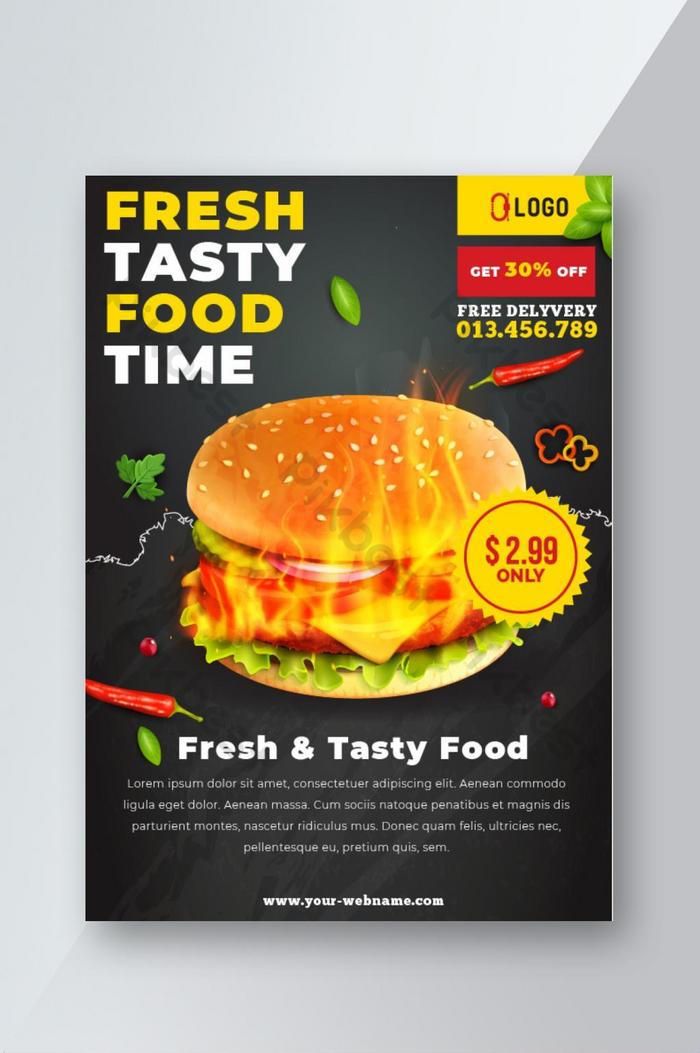 FRESH
TASTY
FOOD
TIME
LOGO
GET 30% OFF
FREE DELYVERY
013.456.789
$ 2.99
ONLY
Fresh & Tasty Food
Lorem ipsum dolor sit amet, consectetuer adipiscing elit. Aenean commodo
ligula eget dolor. Aenean massa. Cum sociis natoque penatibus et magnis dis
parturient montes, nascetur ridiculus mus. Donec quam felis, ultricies nec,
pellentesque eu, pretium quis, sem.
www.your-webname.com